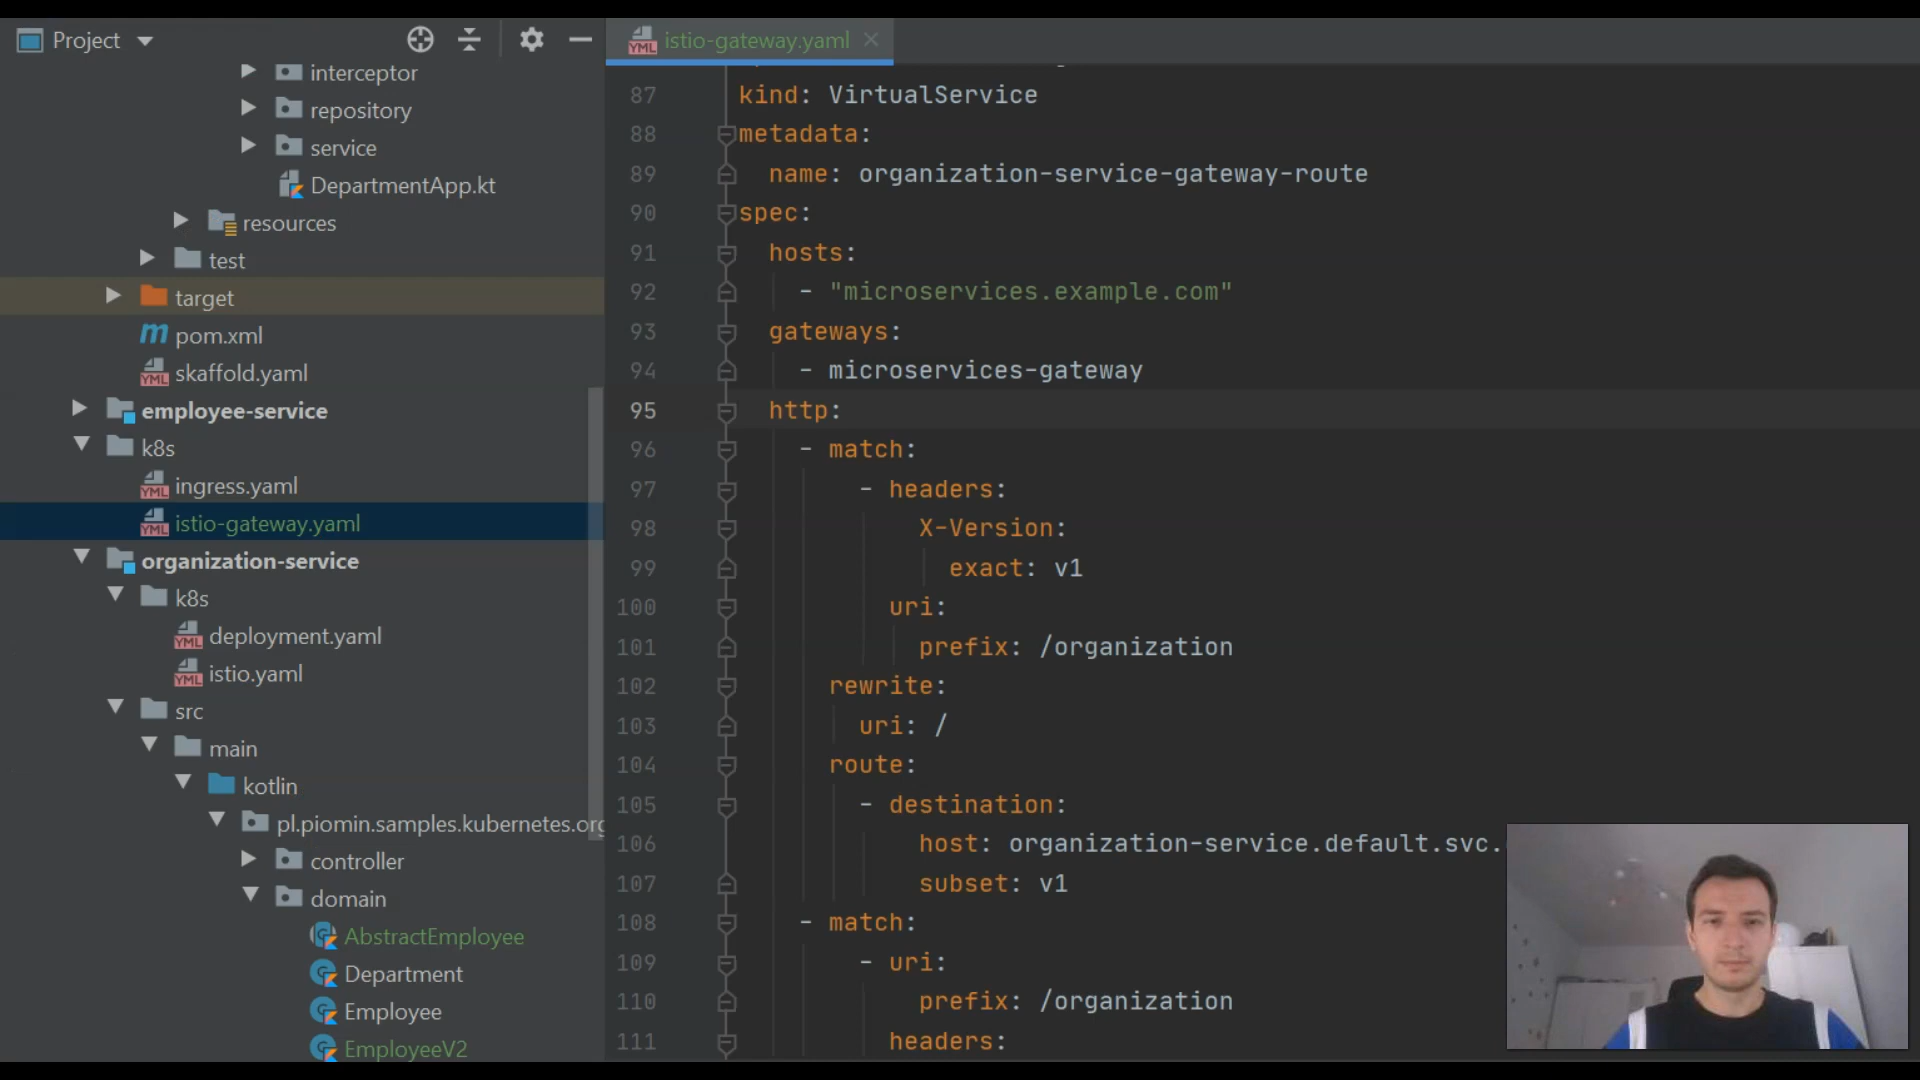 Project
interceptor
repository
service
DepartmentApp.kt
resources
test
target
pom.xml
skaffold.yaml
employee-service
k8s
ingress.yaml
istio-gateway.yaml
organization-service
k8s
deployment.yaml
istio.yaml
src
main
kotlin
pl.piomin.samples.kubernetes.org
controller
domain
AbstractEmployee
Department
Employee
EmployeeV2
istio-gateway.yaml
87 kind: VirtualService
88 metadata:
89 name: organization-service-gateway-route
90 spec:
91 hosts:
92 - "microservices.example.com"
93 gateways:
94 - microservices-gateway
95 http:
96 - match:
97 - headers:
98 X-Version:
99 exact: v1
100 uri:
101 prefix: /organization
102 rewrite:
103 uri: /
104 route:
105 - destination:
106 host: organization-service.default.svc.
107 subset: v1
108 - match:
109 - uri:
110 prefix: /organization
111 headers: